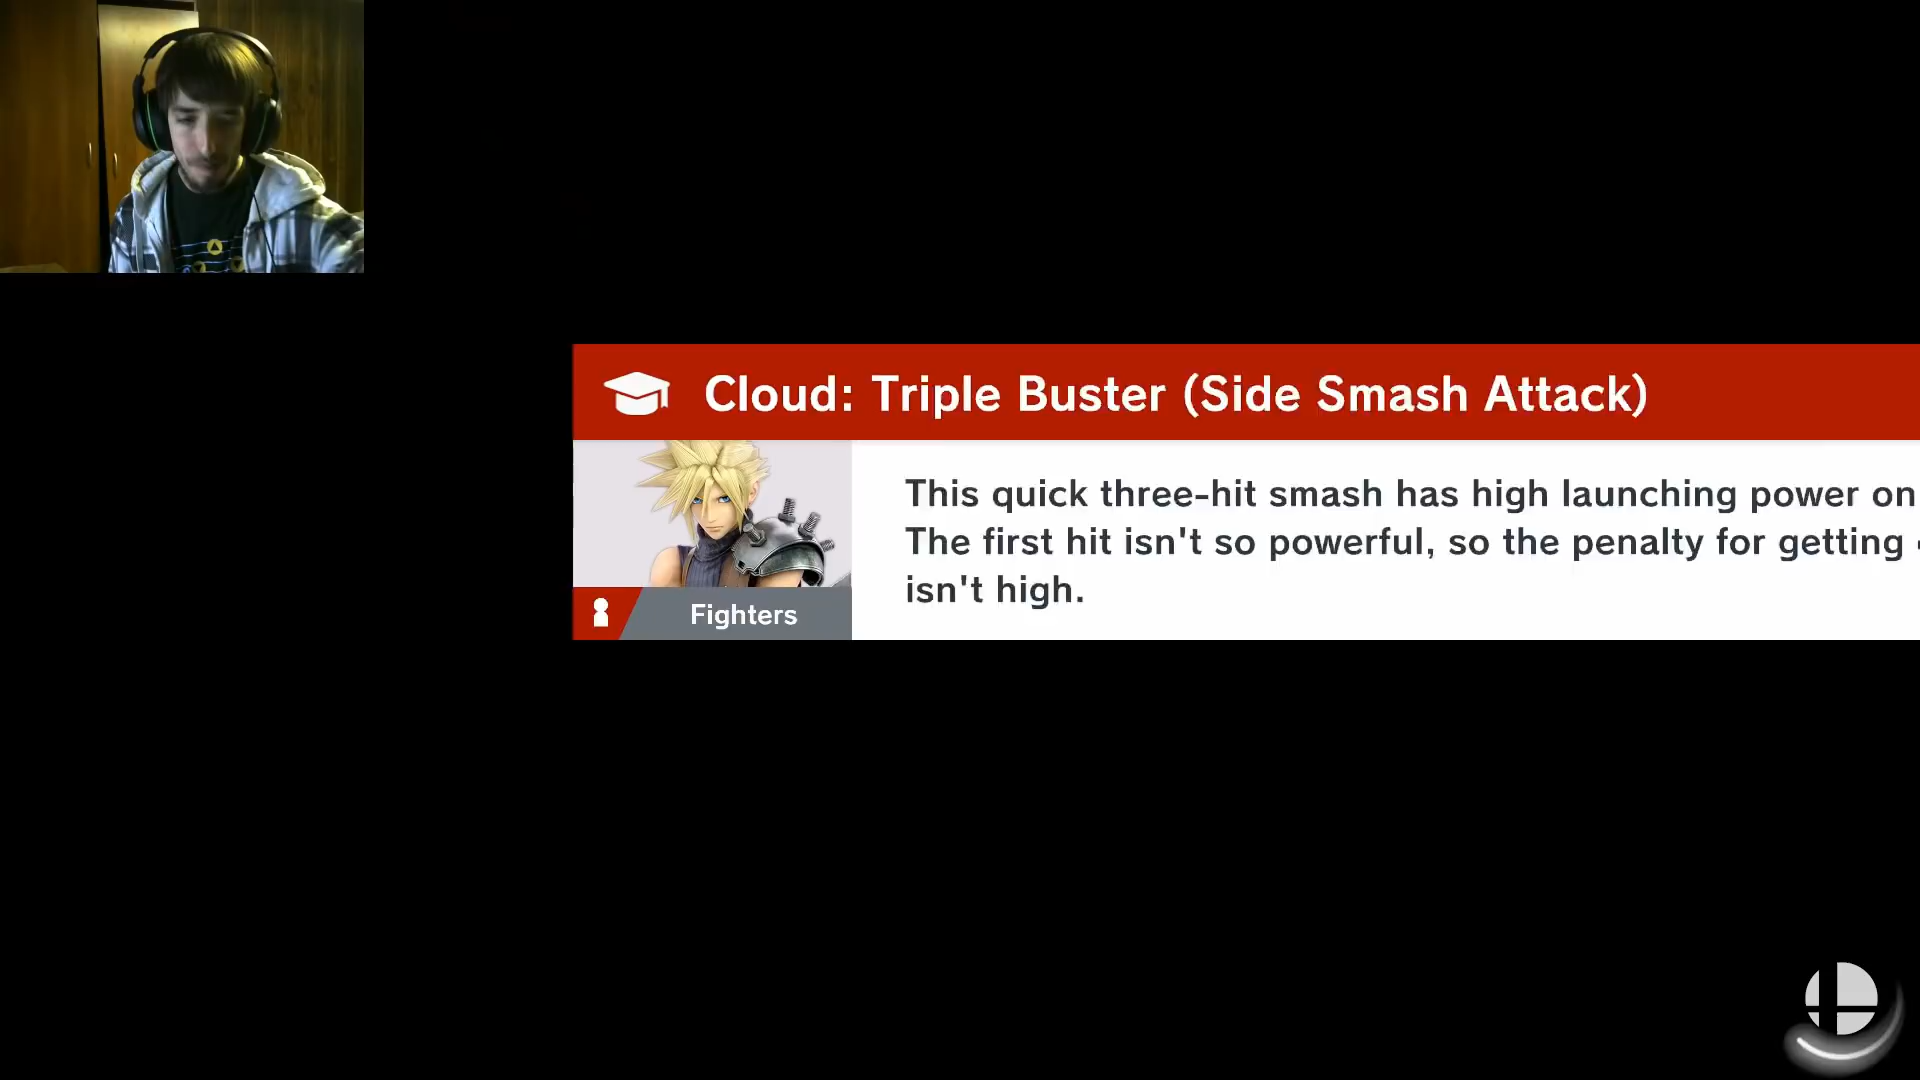 Cloud: Triple Buster (Side Smash Attack)
This quick three-hit smash has high launching power on
The first hit isn't so powerful, so the penalty for getting
isn't high.
Fighters